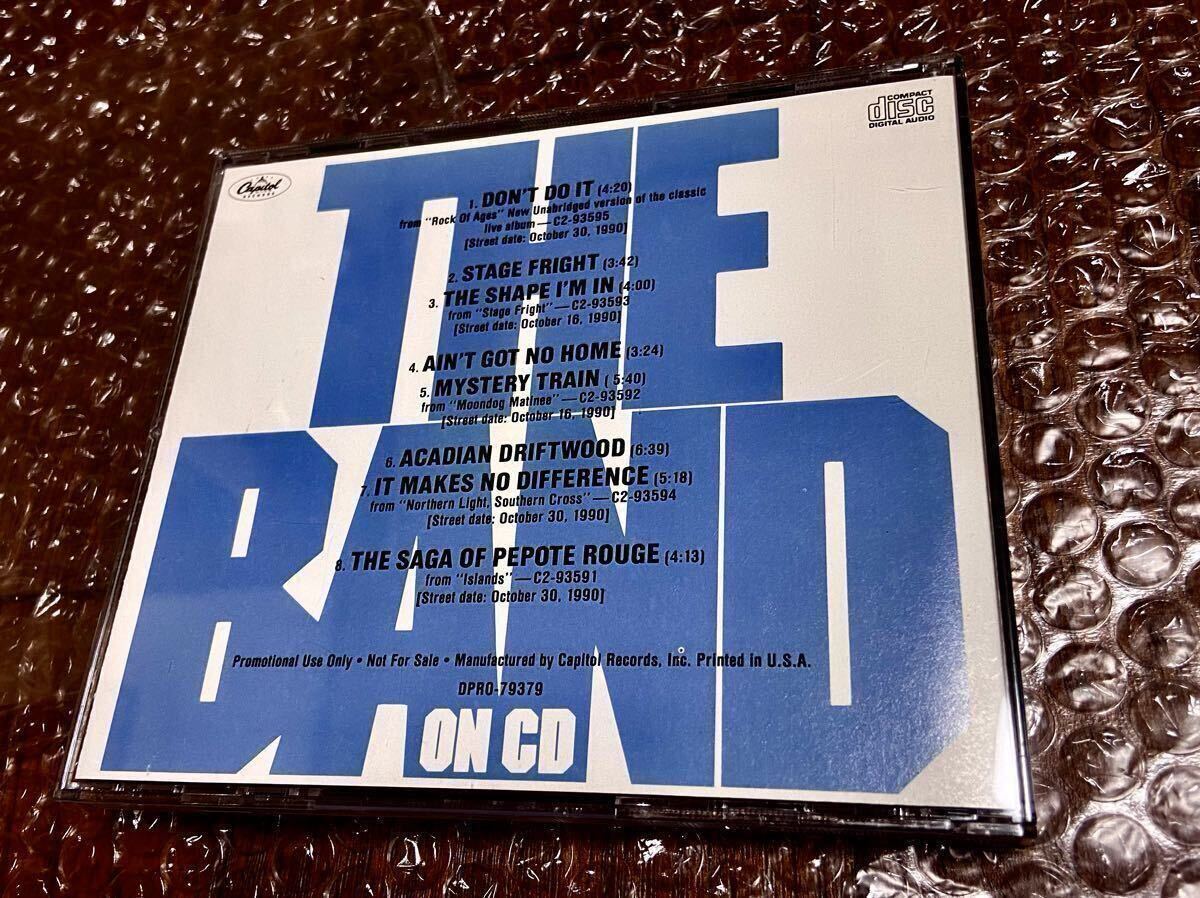 Capitol
RECORDS
COMPACT
disc
DIGITAL AUDIO
THE
BAND
1. DON'T DO IT (4:20)
from "Rock Of Ages" New Unabridged version of the classic
live album—C2-93595
[Street date: October 30, 1990]
2. STAGE FRIGHT (3:42)
3. THE SHAPE I'M IN (4:00)
from "Stage Fright"—C2-93593
[Street date: October 16, 1990]
4. AIN'T GOT NO HOME (3:24)
5. MYSTERY TRAIN ( 5:40)
from "Moondog Matinee"—C2-93592
[Street date: October 16, 1990]
6. ACADIAN DRIFTWOOD (6:39)
7. IT MAKES NO DIFFERENCE (5:18)
from "Northern Light, Southern Cross"—C2-93594
[Street date: October 30, 1990]
8. THE SAGA OF PEPOTE ROUGE (4:13)
from "Islands"—C2-93591
[Street date: October 30, 1990]
Promotional Use Only • Not For Sale • Manufactured by Capitol Records, Inc. Printed in U.S.A.
DPRO-79379
ON CD